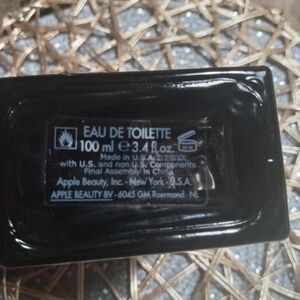 EAU DE TOILETTE
100 ml ℮ 3.4 fl.oz.
Made in U.S.A.
with U.S. and non U.S. Components
Final Assembly in China
Apple Beauty, Inc. - New York - U.S.A.
APPLE BEAUTY BV - 6045 GM Roermond - NL